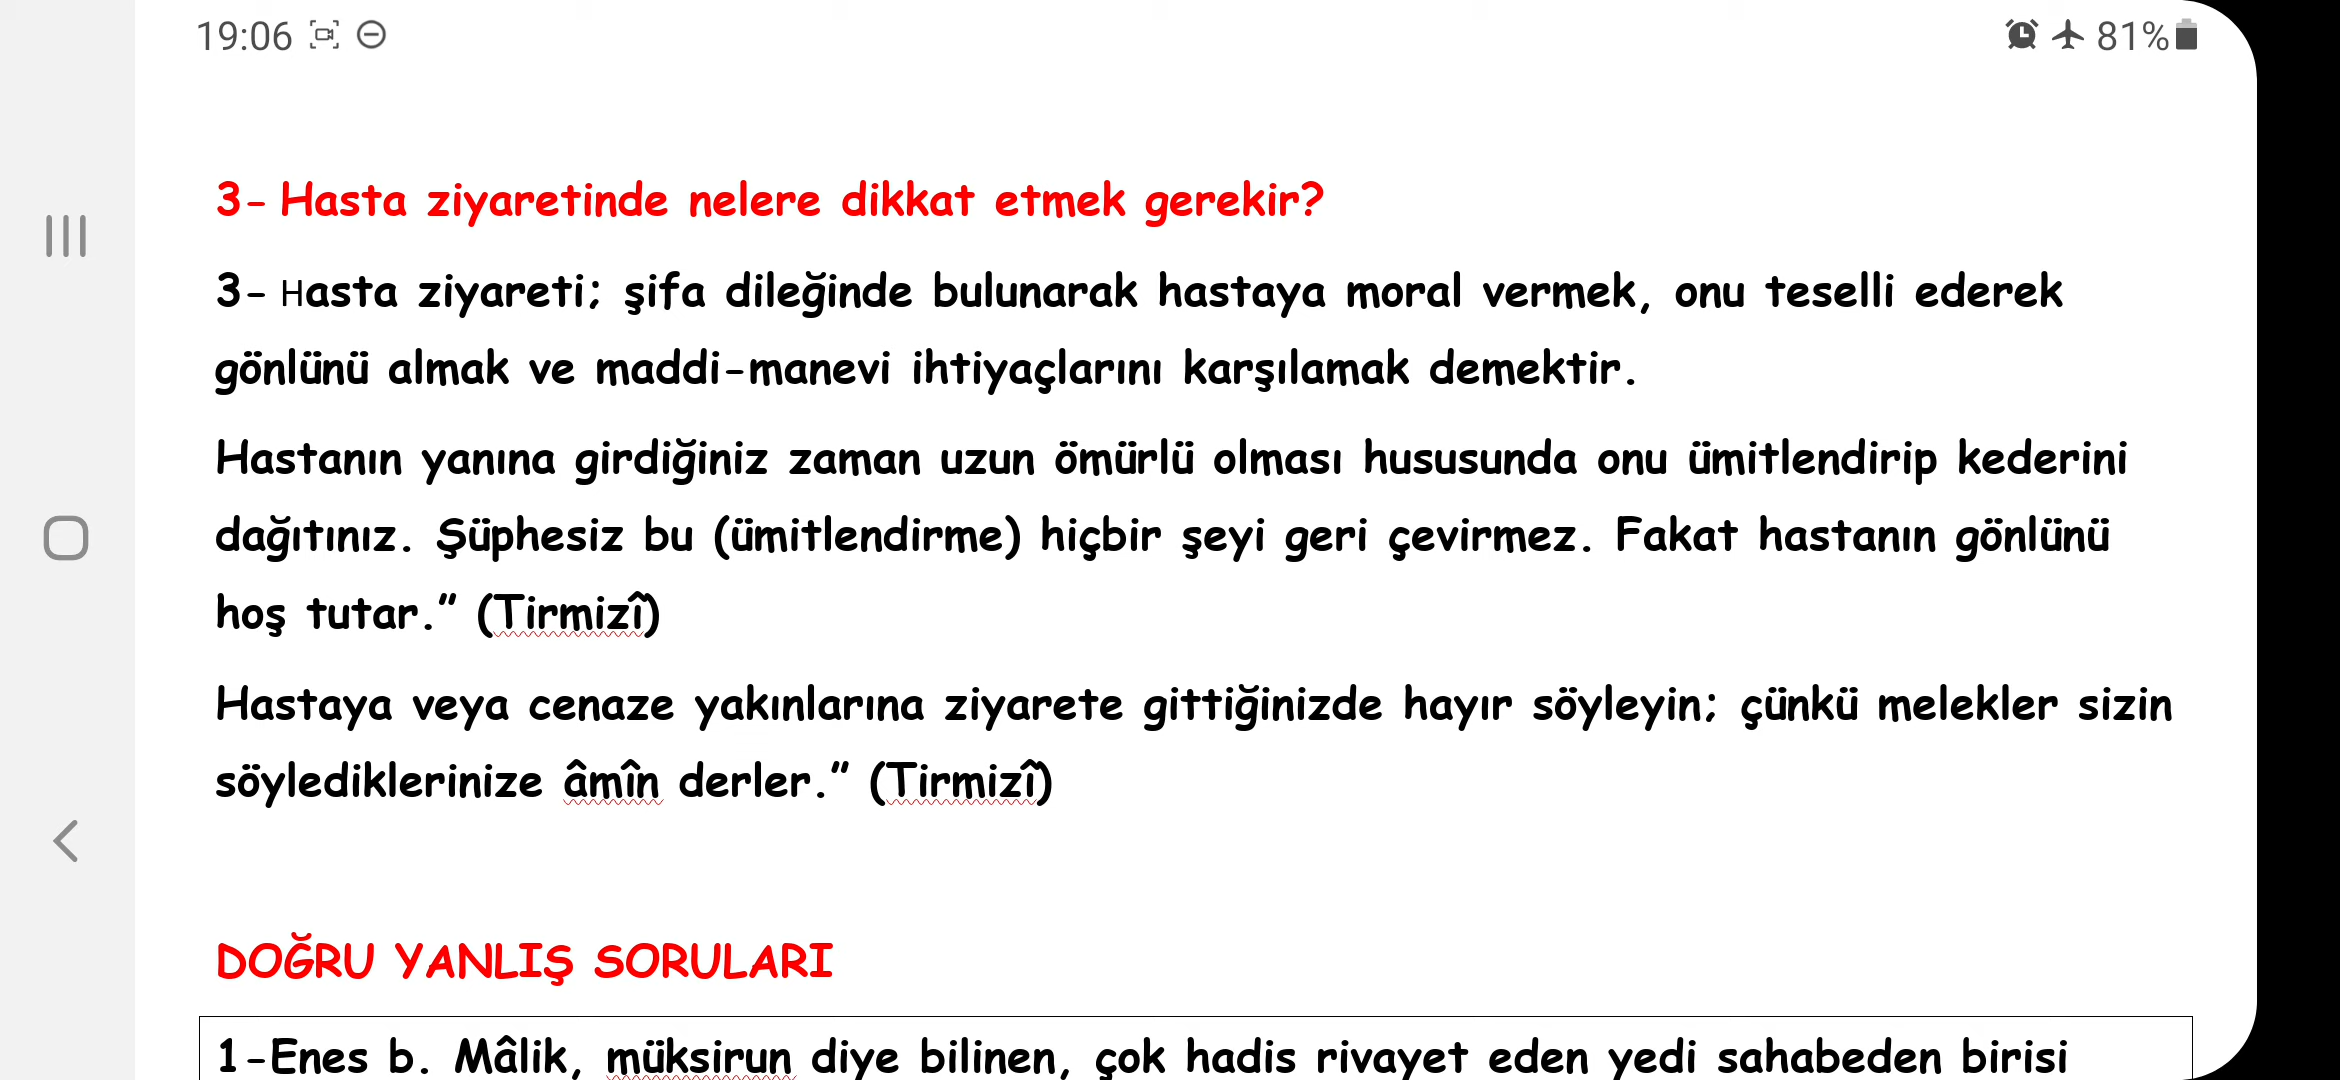 19:06 81%
3- Hasta ziyaretinde nelere dikkat etmek gerekir?
3- Hasta ziyareti; şifa dileğinde bulunarak hastaya moral vermek, onu teselli ederek
gönlünü almak ve maddi-manevi ihtiyaçlarını karşılamak demektir.
Hastanın yanına girdiğiniz zaman uzun ömürlü olması hususunda onu ümitlendirip kederini
dağıtınız. Şüphesiz bu (ümitlendirme) hiçbir şeyi geri çevirmez. Fakat hastanın gönlünü
hoş tutar.” (Tirmizî)
Hastaya veya cenaze yakınlarına ziyarete gittiğinizde hayır söyleyin; çünkü melekler sizin
söylediklerinize âmîn derler.” (Tirmizî)
DOĞRU YANLIŞ SORULARI
1-Enes b. Mâlik, müksirun diye bilinen, çok hadis rivayet eden yedi sahabeden birisi